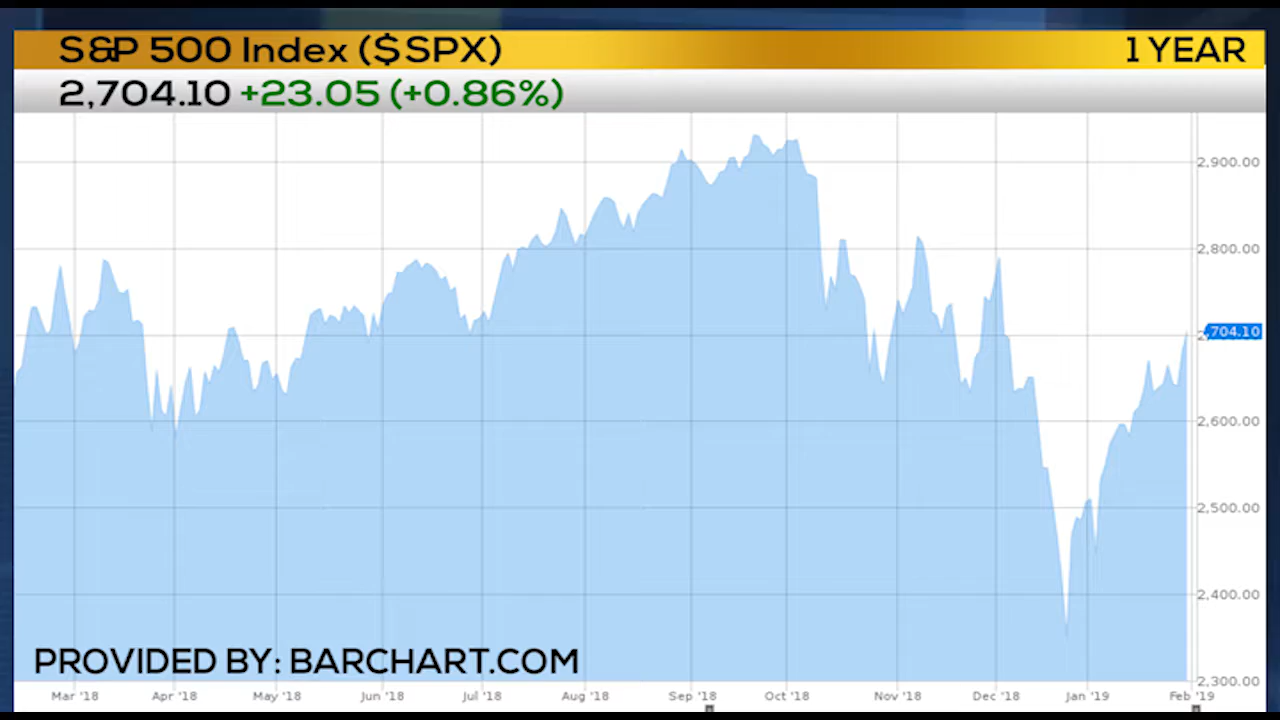 S&P 500 Index ($SPX) 1 YEAR
2,704.10 +23.05 (+0.86%)
2,900.00
2,800.00
704.10
2,600.00
2,500.00
2,400.00
PROVIDED BY: BARCHART.COM
2,300.00
Mar '18 Apr '18 May '18 Jun '18 Jul '18 Aug '18 Sep '18 Oct '18 Nov '18 Dec '18 Jan '19 Feb '19